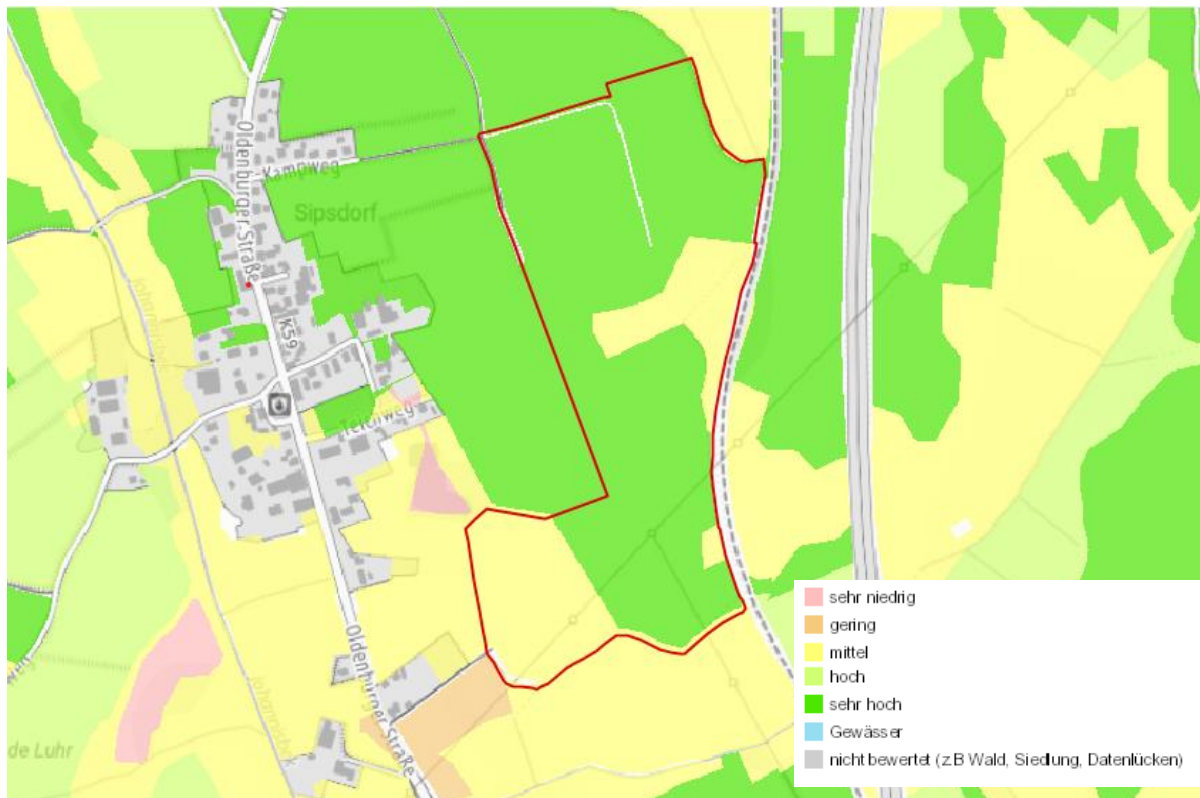 Oldenburger-Straße
Kampweg
Sipsdorf
K59
Oldenburger Straße
de Luhr
sehr niedrig
gering
mittel
hoch
sehr hoch
Gewässer
nicht bewertet (z.B Wald, Siedlung, Datenlücken)